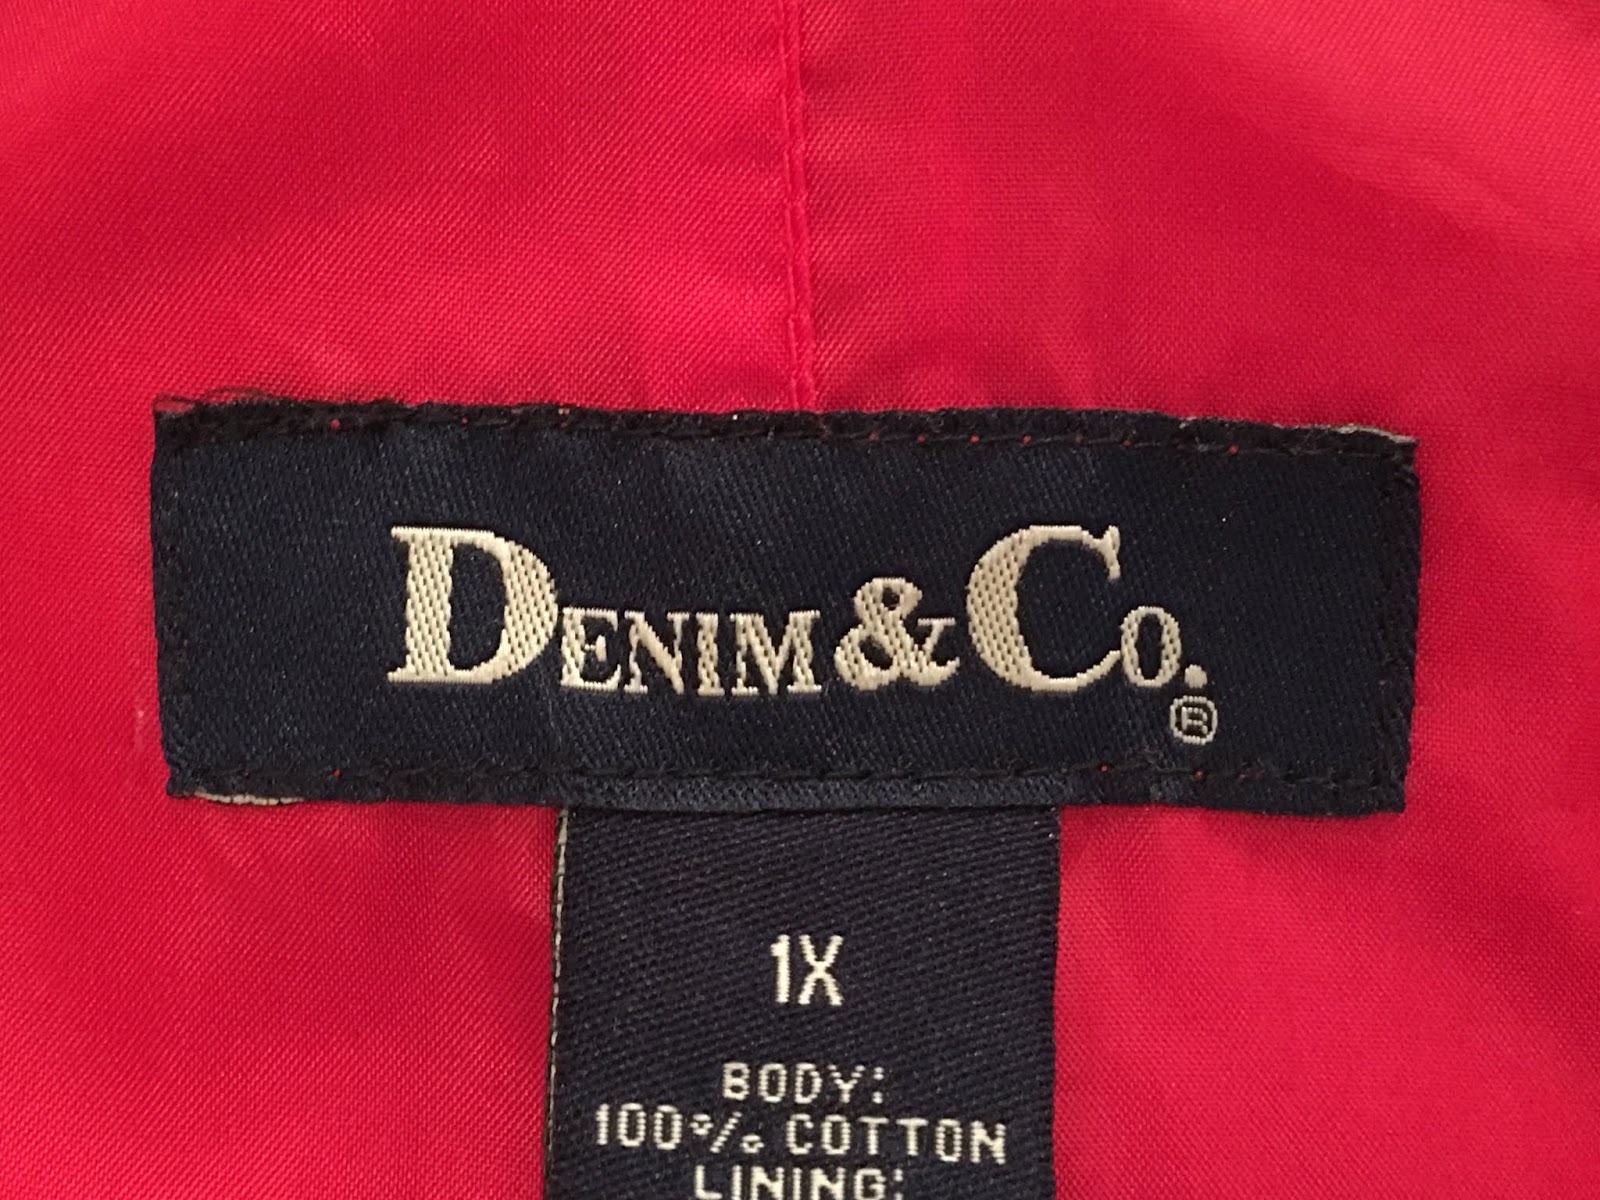 DENIM & CO.®
1X
BODY:
100% COTTON
LINING: